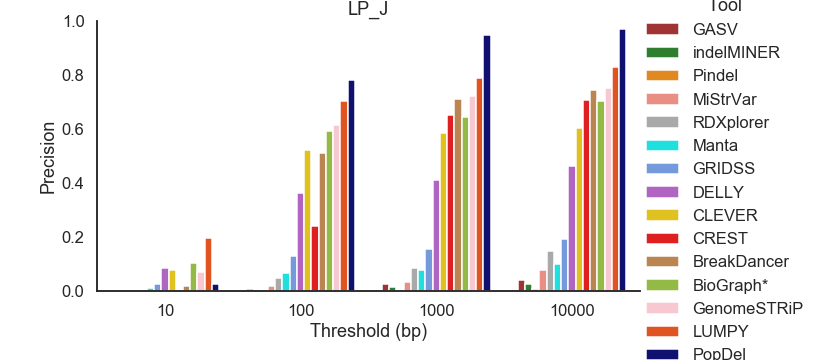 LP_J
Tool
1.0
0.8
0.6
0.4
0.2
0.0
Precision
10
100
1000
10000
Threshold (bp)
GASV
indelMINER
Pindel
MiStrVar
RDXplorer
Manta
GRIDSS
DELLY
CLEVER
CREST
BreakDancer
BioGraph*
GenomeSTRiP
LUMPY
PopDel